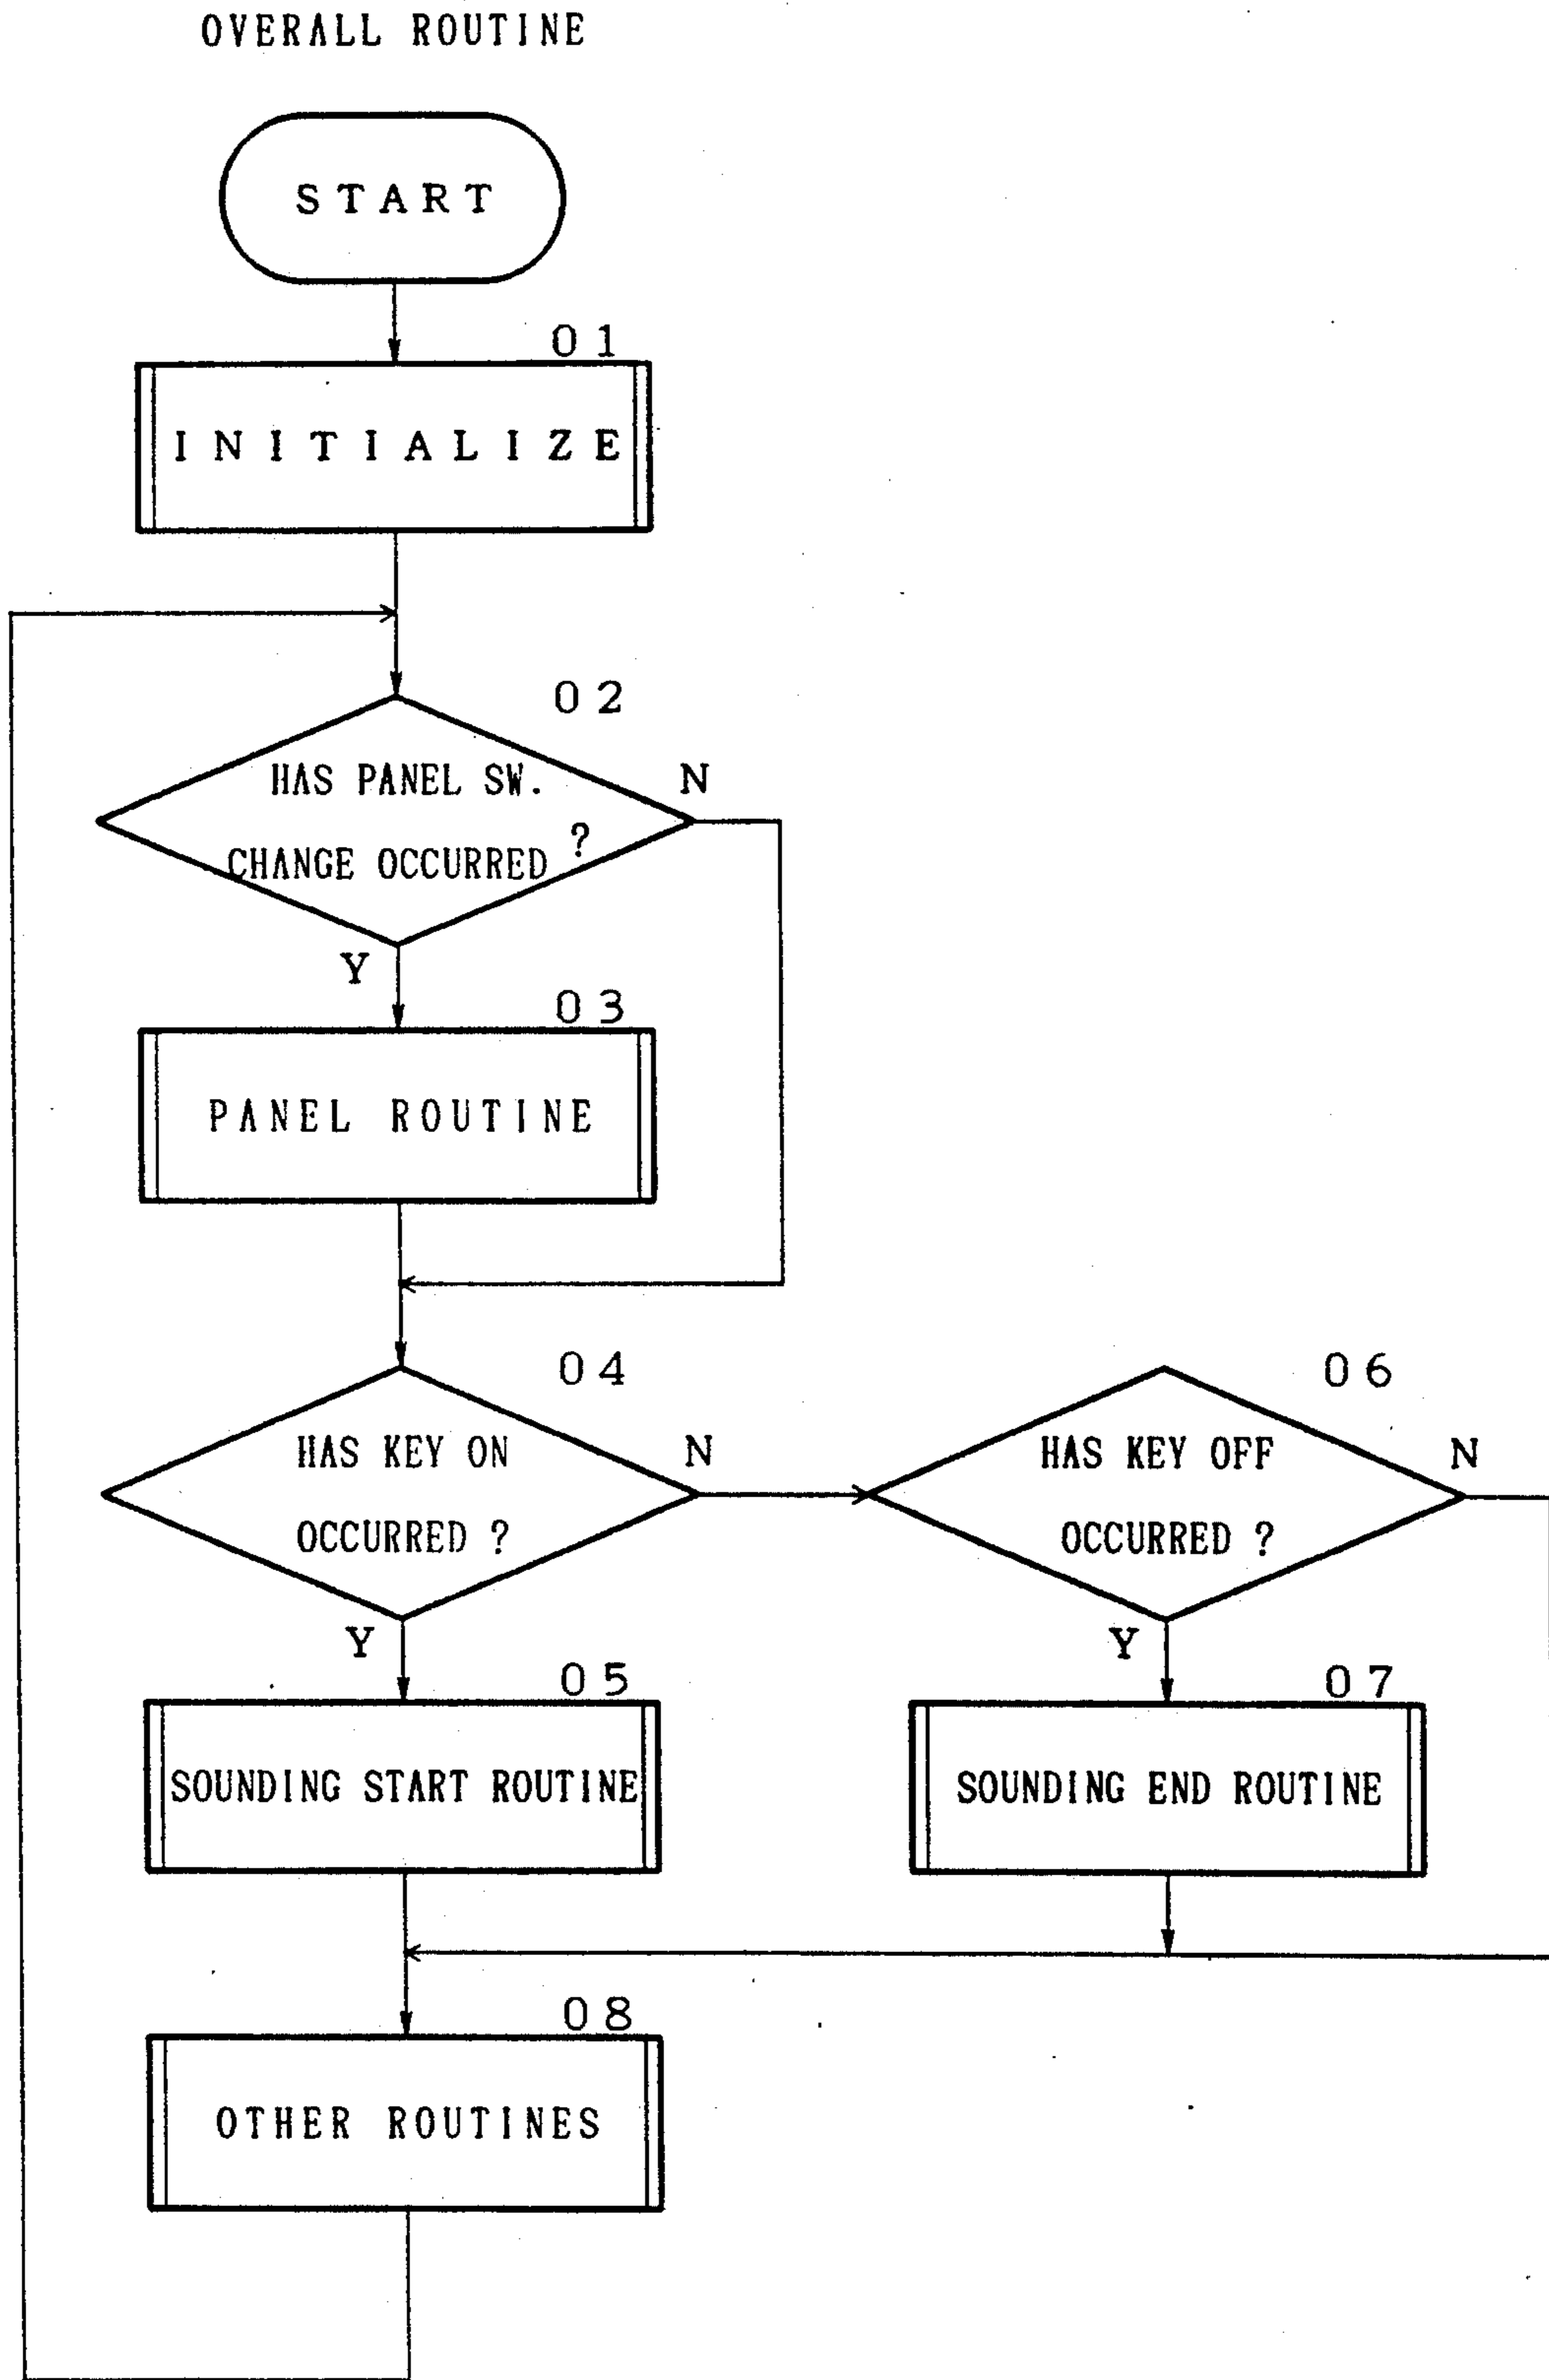 OVERALL ROUTINE
START
01
INITIALIZE
02
HAS PANEL SW.
N
CHANGE OCCURRED ?
Y
03
PANEL ROUTINE
04
HAS KEY ON
N
OCCURRED ?
Y
05
SOUNDING START ROUTINE
06
HAS KEY OFF
N
OCCURRED ?
Y
07
SOUNDING END ROUTINE
08
OTHER ROUTINES